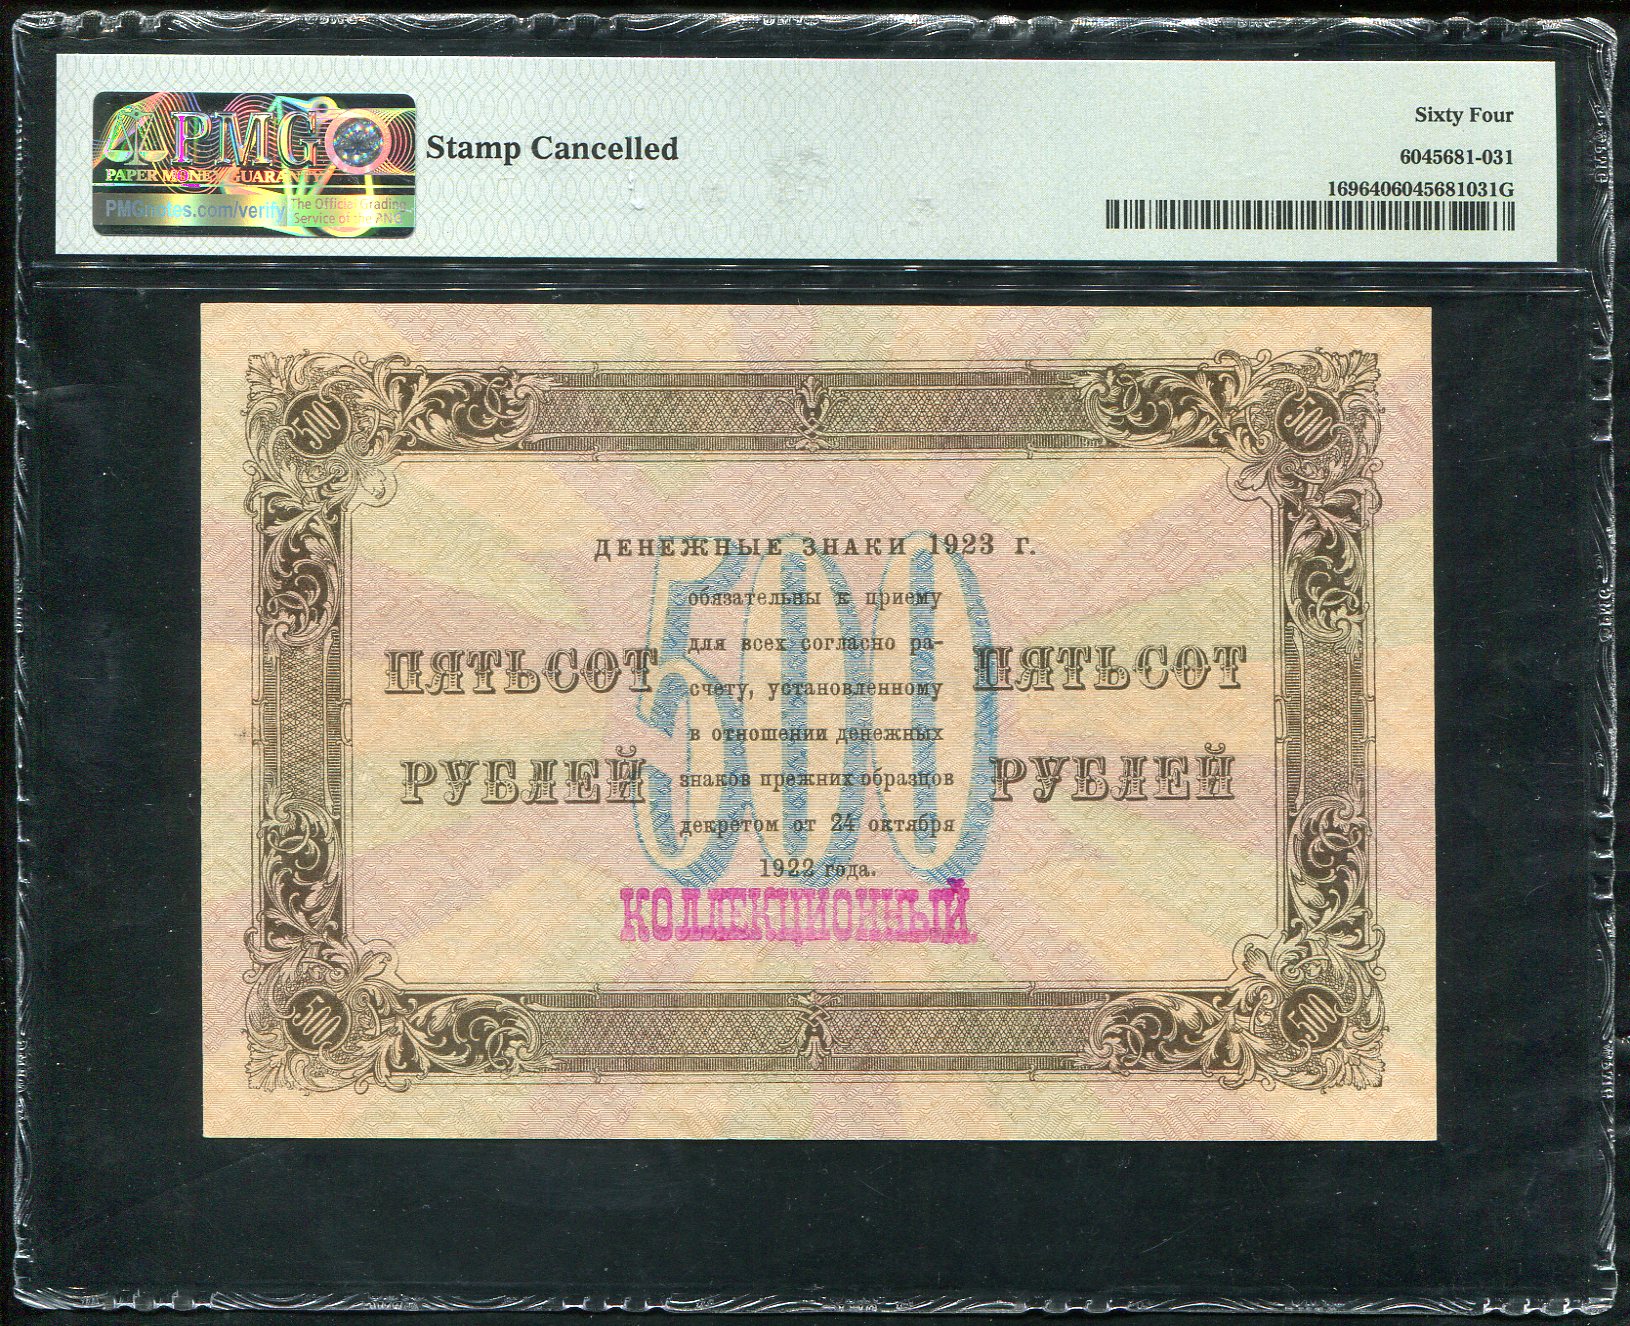 PMG
PAPER MONEY GUARANTY
PMGnotes.com/verify
The Official Grading
Service of the PNG
Stamp Cancelled
Sixty Four
6045681-031
1696406045681031G
500
500
ДЕНЕЖНЫЕ ЗНАКИ 1923 г.
обязательны к приему
для всех согласно ра-
счету, установленному
в отношении денежных
знаков прежних образцов
декретом от 24 октября
1922 года.
500
ПЯТЬСОТ
РУБЛЕЙ
ПЯТЬСОТ
РУБЛЕЙ
КОЛЛЕКЦИОННЫЙ
500
500